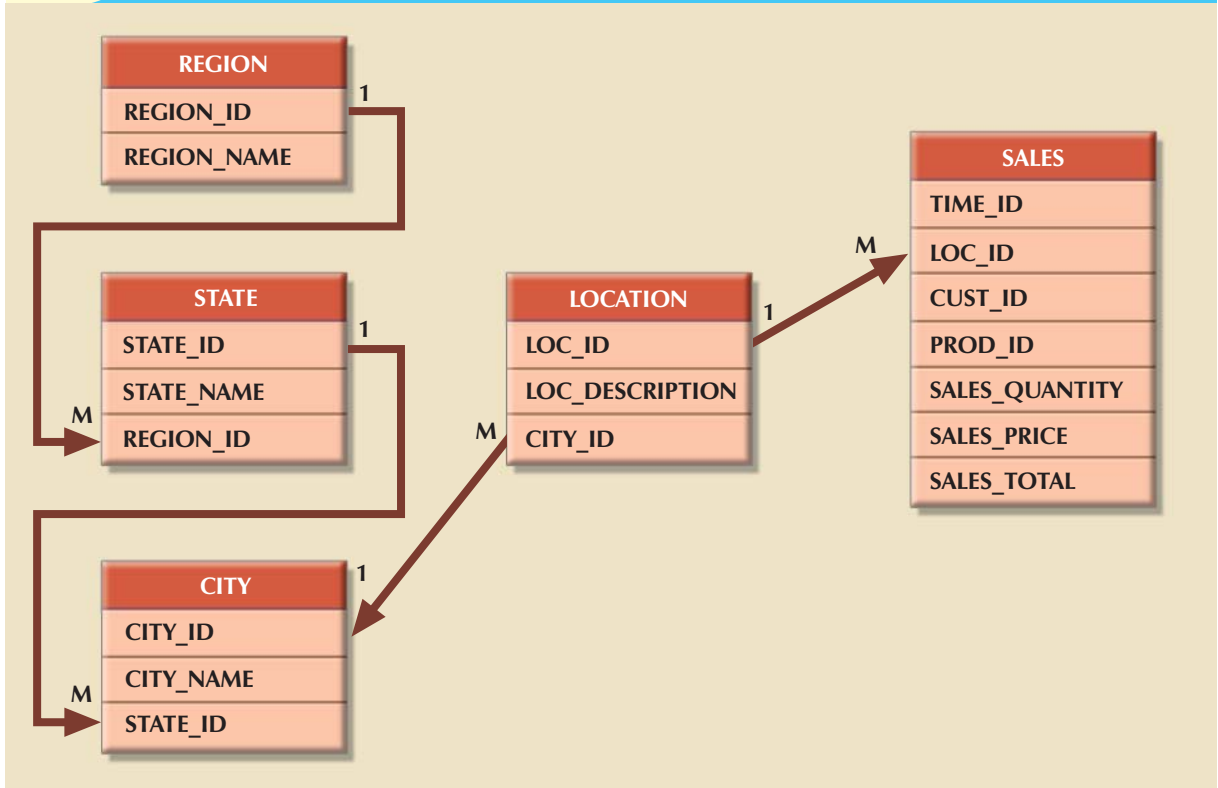 REGION
1
REGION_ID
REGION_NAME
STATE
1
STATE_ID
STATE_NAME
M
REGION_ID
CITY
1
CITY_ID
CITY_NAME
M
STATE_ID
LOCATION
1
LOC_ID
LOC_DESCRIPTION
M
CITY_ID
SALES
TIME_ID
M
LOC_ID
CUST_ID
PROD_ID
SALES_QUANTITY
SALES_PRICE
SALES_TOTAL